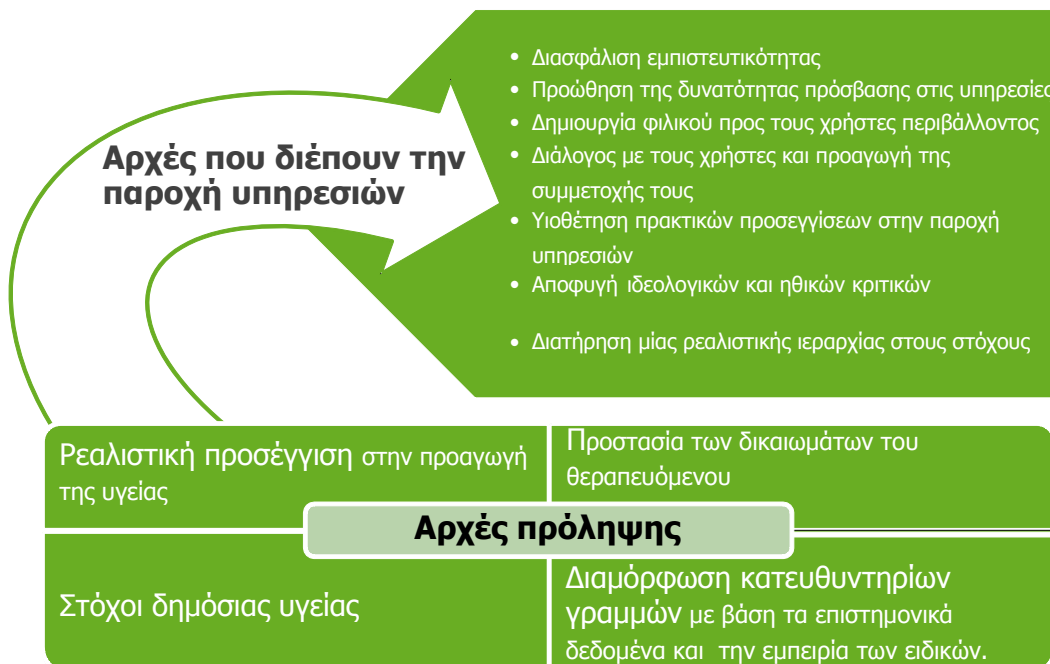 • Διασφάλιση εμπιστευτικότητας
• Προώθηση της δυνατότητας πρόσβασης στις υπηρεσίες
• Δημιουργία φιλικού προς τους χρήστες περιβάλλοντος
• Διάλογος με τους χρήστες και προαγωγή της
συμμετοχής τους
• Υιοθέτηση πρακτικών προσεγγίσεων στην παροχή
υπηρεσιών
• Αποφυγή ιδεολογικών και ηθικών κριτικών
• Διατήρηση μίας ρεαλιστικής ιεραρχίας στους στόχους
Αρχές που διέπουν την
παροχή υπηρεσιών
Ρεαλιστική προσέγγιση στην προαγωγή
της υγείας
Προστασία των δικαιωμάτων του
θεραπευόμενου
Αρχές πρόληψης
Στόχοι δημόσιας υγείας
Διαμόρφωση κατευθυντηρίων
γραμμών με βάση τα επιστημονικά
δεδομένα και την εμπειρία των ειδικών.